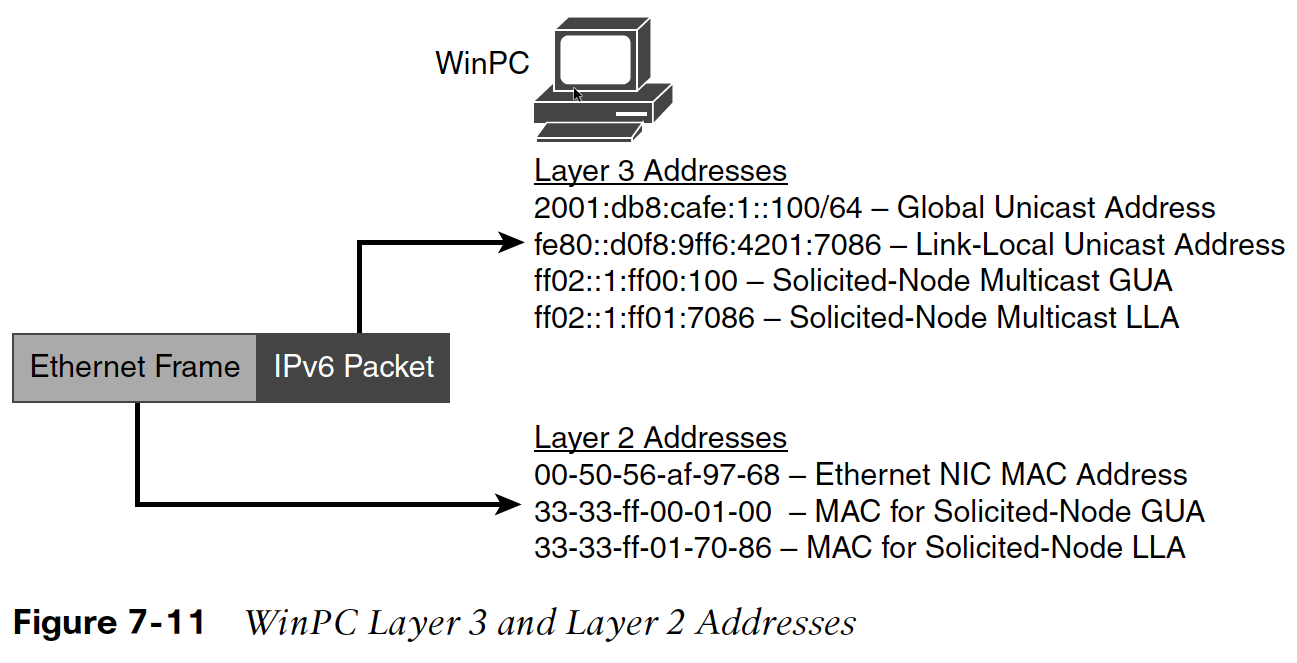 WinPC
Layer 3 Addresses
2001:db8:cafe:1::100/64 – Global Unicast Address
fe80::d0f8:9ff6:4201:7086 – Link-Local Unicast Address
ff02::1:ff00:100 – Solicited-Node Multicast GUA
ff02::1:ff01:7086 – Solicited-Node Multicast LLA
Ethernet Frame IPv6 Packet
Layer 2 Addresses
00-50-56-af-97-68 – Ethernet NIC MAC Address
33-33-ff-00-01-00 – MAC for Solicited-Node GUA
33-33-ff-01-70-86 – MAC for Solicited-Node LLA
Figure 7-11 WinPC Layer 3 and Layer 2 Addresses